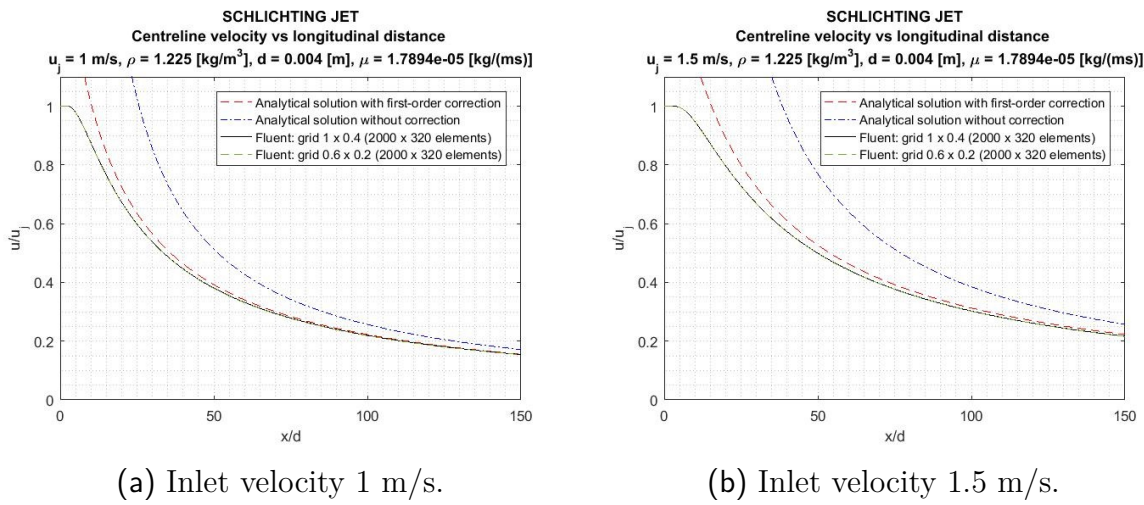 SCHLICHTING JET
Centreline velocity vs longitudinal distance
u_j = 1 m/s, ρ = 1.225 [kg/m³], d = 0.004 [m], μ = 1.7894e-05 [kg/(ms)]
Analytical solution with first-order correction
Analytical solution without correction
Fluent: grid 1 x 0.4 (2000 x 320 elements)
Fluent: grid 0.6 x 0.2 (2000 x 320 elements)
1
0.8
0.6
0.4
0.2
0
u/u_j
0 50 100 150
x/d
(a) Inlet velocity 1 m/s.
SCHLICHTING JET
Centreline velocity vs longitudinal distance
u_j = 1.5 m/s, ρ = 1.225 [kg/m³], d = 0.004 [m], μ = 1.7894e-05 [kg/(ms)]
Analytical solution with first-order correction
Analytical solution without correction
Fluent: grid 1 x 0.4 (2000 x 320 elements)
Fluent: grid 0.6 x 0.2 (2000 x 320 elements)
1
0.8
0.6
0.4
0.2
0
u/u_j
0 50 100 150
x/d
(b) Inlet velocity 1.5 m/s.